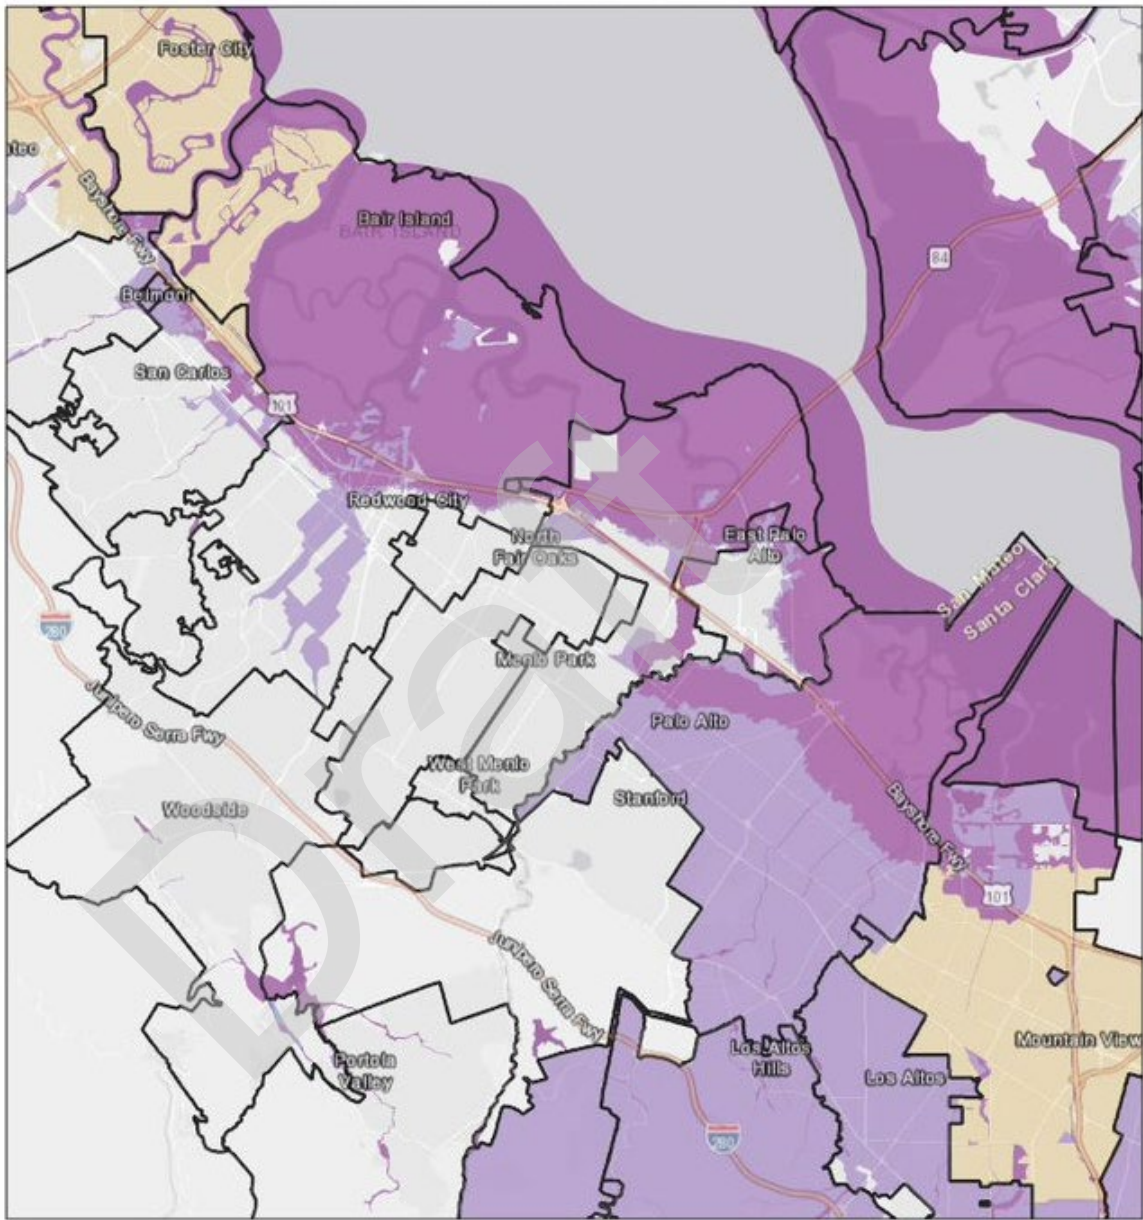 Foster City
ateo
Bayshore Fwy
Bair Island
BAIR ISLAND
84
Belmont
San Carlos
101
Redwood City
North
Fair Oaks
East Palo
Alto
San Mateo
Santa Clara
280
Menlo Park
Junipero Serra Fwy
Palo Alto
West Menlo
Park
Stanford
Woodside
Bayshore Fwy
101
Junipero Serra Fwy
Mountain View
Portola
Valley
Los Altos
Hills
Los Altos
280
Draft